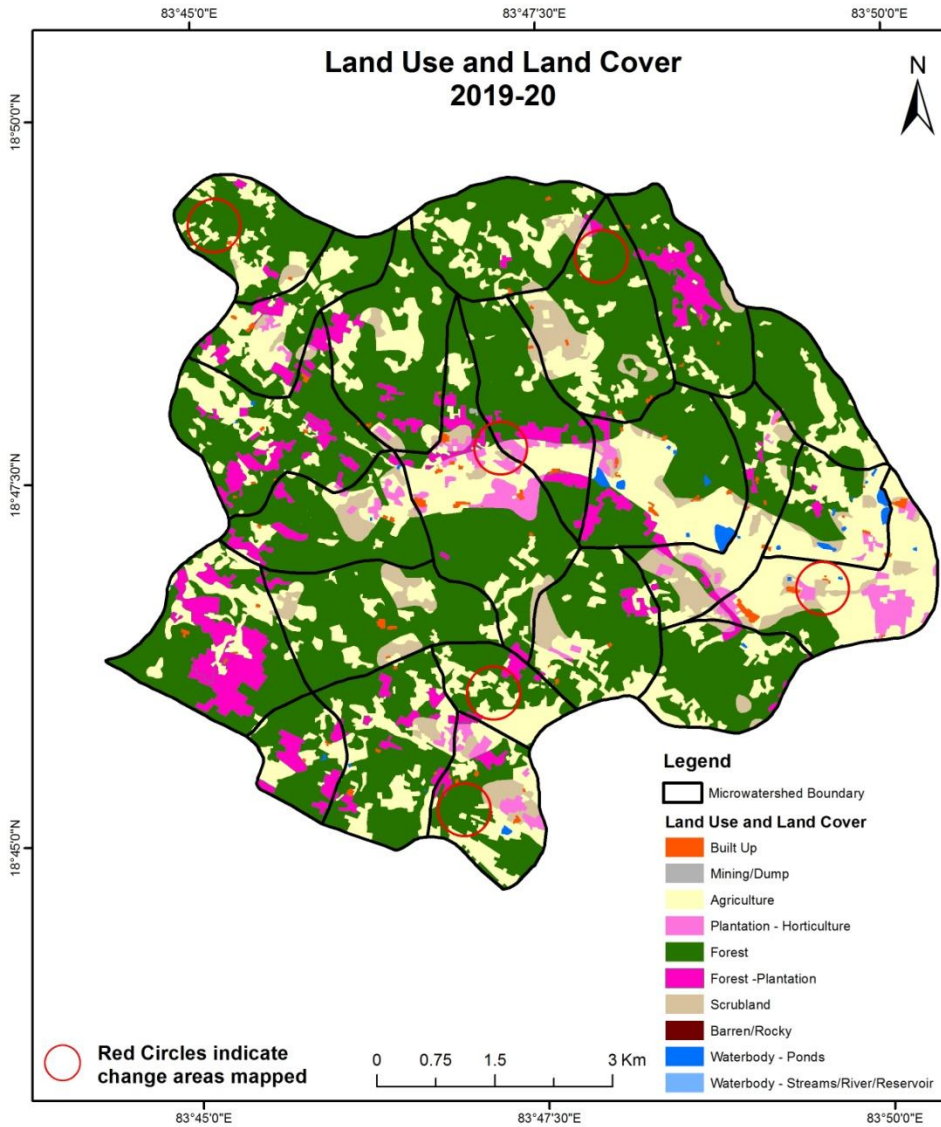 83°45'0"E
83°47'30"E
83°50'0"E
Land Use and Land Cover
2019-20
N
18°50'0"N
18°47'30"N
18°45'0"N
Legend
Microwatershed Boundary
Land Use and Land Cover
Built Up
Mining/Dump
Agriculture
Plantation - Horticulture
Forest
Forest -Plantation
Scrubland
Barren/Rocky
Waterbody - Ponds
Waterbody - Streams/River/Reservoir
Red Circles indicate
change areas mapped
0 0.75 1.5 3 Km
83°45'0"E
83°47'30"E
83°50'0"E